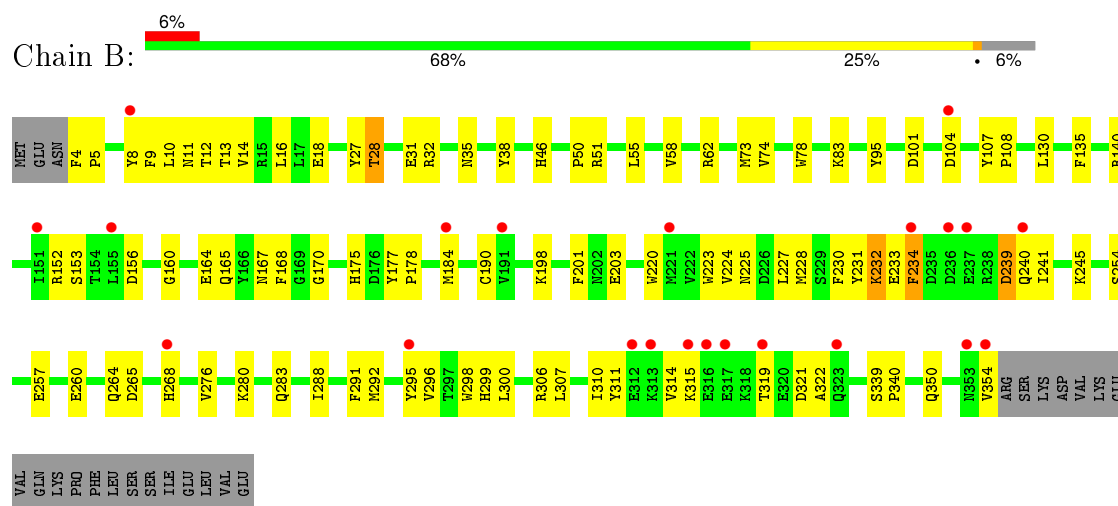 6%
Chain B:
68% 25% • 6%
MET GLU ASN F4 P5 Y8 F9 L10 N11 T12 T13 V14 R15 L16 L17 E18 Y27 T28 E31 R32 N35 Y38 H46 P50 R51 L55 V58 R62 M73 V74 W78 K83 Y95 D101 D104 Y107 P108 L130 F135
I151 R152 S153 T154 L155 D156 G160 E164 Q165 Y166 N167 F168 G169 G170 H175 D176 Y177 P178 M184 C190 V191 K198 F201 N202 E203 W220 M221 V222 W223 V224 N225 D226 L227 M228 S229 F230 Y231 K232 E233 F234 D235 D236 E237 R238 D239 Q240 I241 K245 S254
E257 E260 Q264 D265 H268 V276 K280 Q283 I288 F291 M292 Y295 V296 T297 W298 H299 L300 R306 L307 I310 Y311 E312 K313 V314 K315 E316 E317 K318 T319 E320 D321 A322 Q323 S339 P340 Q350 N353 V354 ARG SER LYS ASP VAL LYS GLU
VAL GLN LYS PRO PHE LEU SER SER ILE GLU LEU VAL GLU